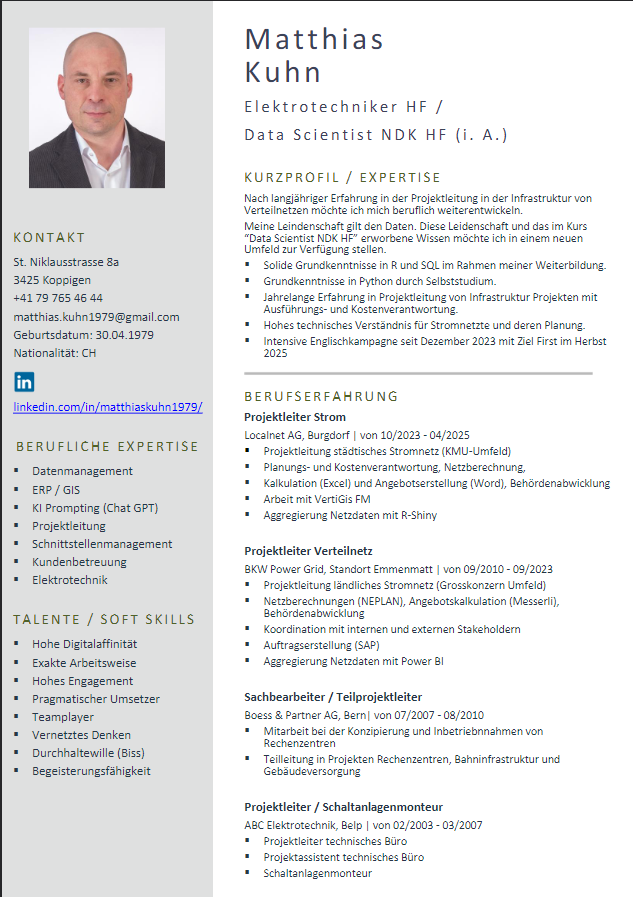 Matthias
Kuhn
Elektrotechniker HF /
Data Scientist NDK HF (i. A.)
KURZPROFIL / EXPERTISE
Nach langjähriger Erfahrung in der Projektleitung in der Infrastruktur von
Verteilnetzen möchte ich mich beruflich weiterentwickeln.
Meine Leindenschaft gilt den Daten. Diese Leidenschaft und das im Kurs
“Data Scientist NDK HF” erworbene Wissen möchte ich in einem neuen
Umfeld zur Verfügung stellen.
▪ Solide Grundkenntnisse in R und SQL im Rahmen meiner Weiterbildung.
▪ Grundkenntnisse in Python durch Selbststudium.
▪ Jahrelange Erfahrung in Projektleitung von Infrastruktur Projekten mit
Ausführungs- und Kostenverantwortung.
▪ Hohes technisches Verständnis für Stromnetzte und deren Planung.
▪ Intensive Englischkampagne seit Dezember 2023 mit Ziel First im Herbst
2025
KONTAKT
St. Niklausstrasse 8a
3425 Koppigen
+41 79 765 46 44
matthias.kuhn1979@gmail.com
Geburtsdatum: 30.04.1979
Nationalität: CH
in
linkedin.com/in/matthiaskuhn1979/
BERUFLICHE EXPERTISE
▪ Datenmanagement
▪ ERP / GIS
▪ KI Prompting (Chat GPT)
▪ Projektleitung
▪ Schnittstellenmanagement
▪ Kundenbetreuung
▪ Elektrotechnik
TALENTE / SOFT SKILLS
▪ Hohe Digitalaffinität
▪ Exakte Arbeitsweise
▪ Hohes Engagement
▪ Pragmatischer Umsetzer
▪ Teamplayer
▪ Vernetztes Denken
▪ Durchhaltewille (Biss)
▪ Begeisterungsfähigkeit
BERUFSERFAHRUNG
Projektleiter Strom
Localnet AG, Burgdorf | von 10/2023 - 04/2025
▪ Projektleitung städtisches Stromnetz (KMU-Umfeld)
▪ Planungs- und Kostenverantwortung, Netzberechnung,
▪ Kalkulation (Excel) und Angebotserstellung (Word), Behördenabwicklung
▪ Arbeit mit VertiGis FM
▪ Aggregierung Netzdaten mit R-Shiny
Projektleiter Verteilnetz
BKW Power Grid, Standort Emmenmatt | von 09/2010 - 09/2023
▪ Projektleitung ländliches Stromnetz (Grosskonzern Umfeld)
▪ Netzberechnungen (NEPLAN), Angebotskalkulation (Messerli),
Behördenabwicklung
▪ Koordination mit internen und externen Stakeholdern
▪ Auftragserstellung (SAP)
▪ Aggregierung Netzdaten mit Power BI
Sachbearbeiter / Teilprojektleiter
Boess & Partner AG, Bern| von 07/2007 - 08/2010
▪ Mitarbeit bei der Konzipierung und Inbetriebnnahmen von
Rechenzentren
▪ Teilleitung in Projekten Rechenzentren, Bahninfrastruktur und
Gebäudeversorgung
Projektleiter / Schaltanlagenmonteur
ABC Elektrotechnik, Belp | von 02/2003 - 03/2007
▪ Projektleiter technisches Büro
▪ Projektassistent technisches Büro
▪ Schaltanlagenmonteur